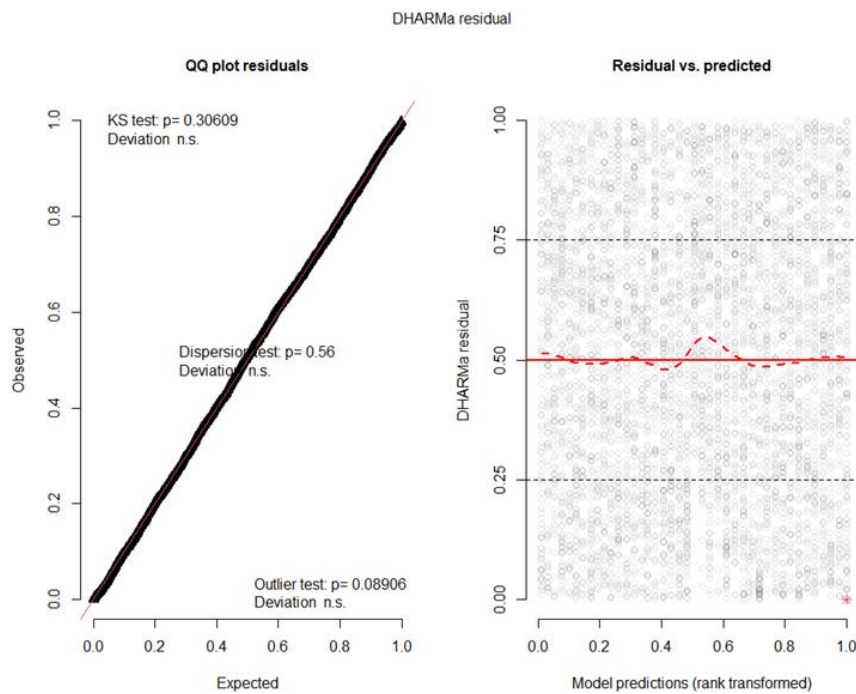 DHARMa residual
QQ plot residuals
KS test: p= 0.30609
Deviation n.s.
Dispersion test: p= 0.56
Deviation n.s.
Outlier test: p= 0.08906
Deviation n.s.
Observed
0.0 0.2 0.4 0.6 0.8 1.0
0.0 0.2 0.4 0.6 0.8 1.0
Expected
Residual vs. predicted
DHARMa residual
0.00 0.25 0.50 0.75 1.00
0.0 0.2 0.4 0.6 0.8 1.0
Model predictions (rank transformed)